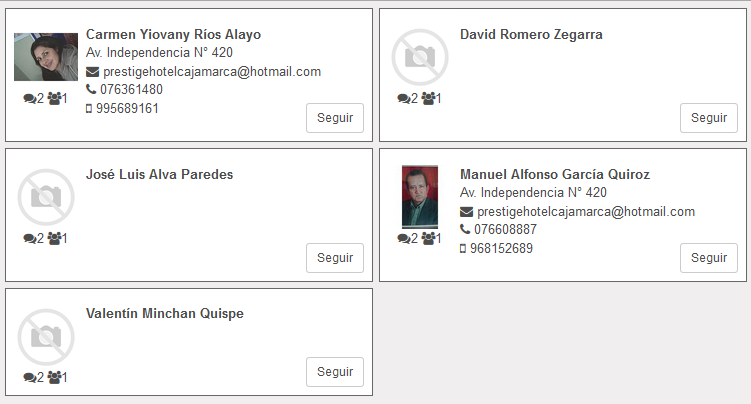 Carmen Yiovany Ríos Alayo
Av. Independencia N° 420
prestigehotelcajamarca@hotmail.com
076361480
995689161
2 1
Seguir
David Romero Zegarra
2 1
Seguir
José Luis Alva Paredes
2 1
Seguir
Manuel Alfonso García Quiroz
Av. Independencia N° 420
prestigehotelcajamarca@hotmail.com
076608887
968152689
2 1
Seguir
Valentín Minchan Quispe
2 1
Seguir